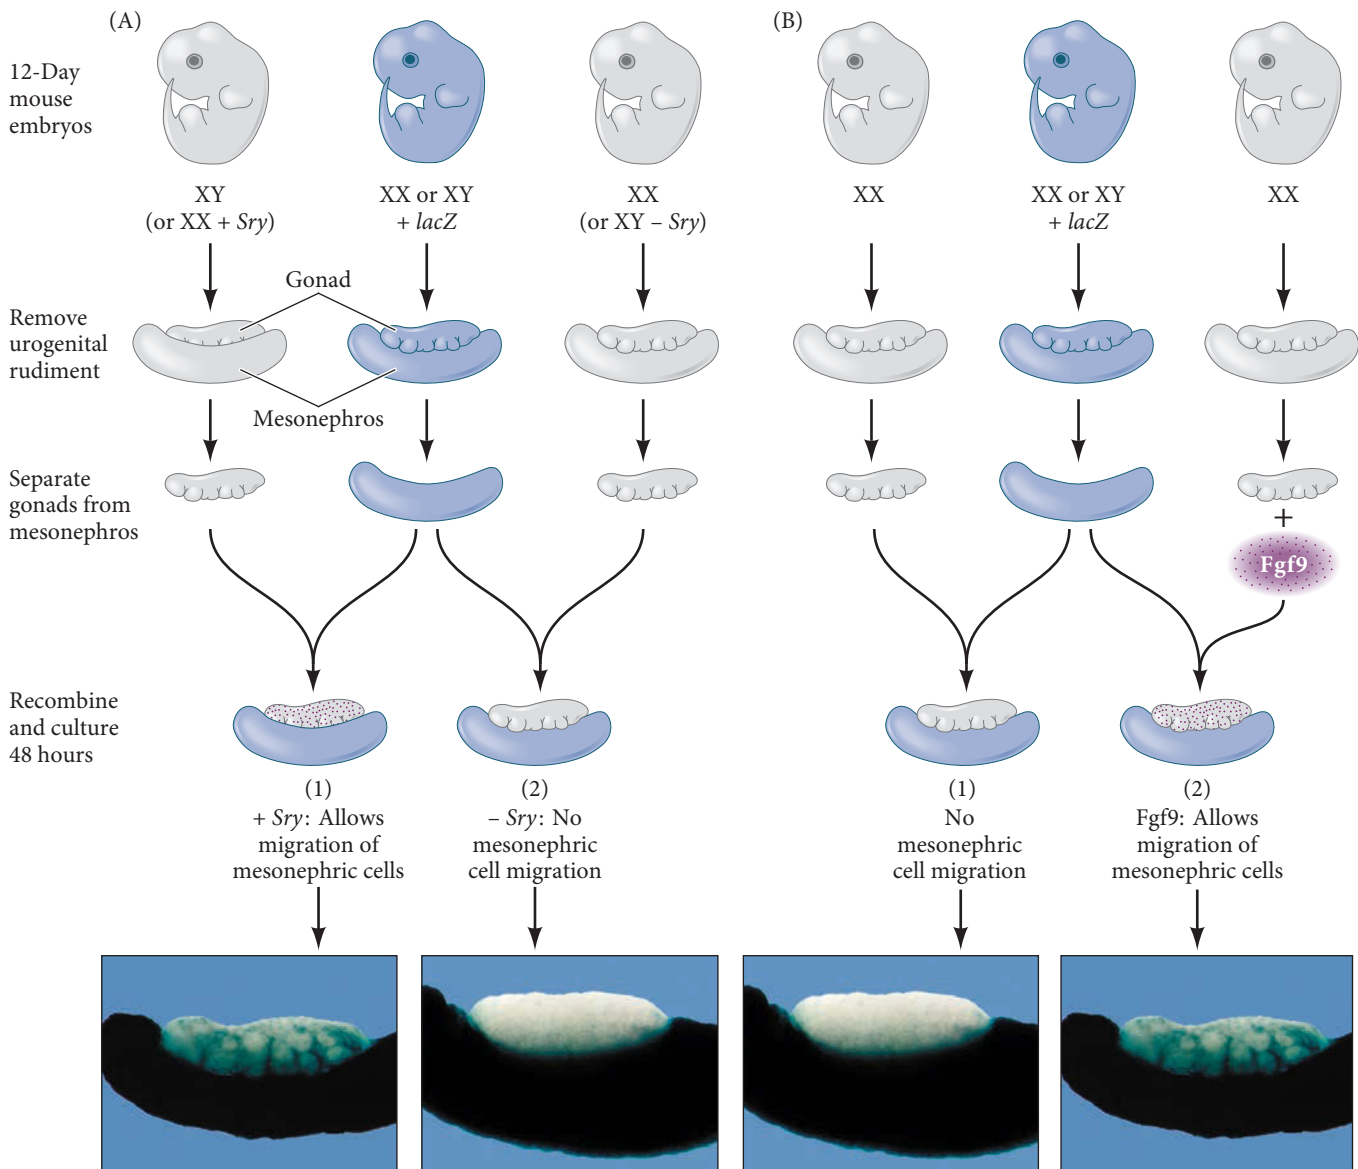 (A)
(B)
12-Day
mouse
embryos
XY
(or XX + Sry)
XX or XY
+ lacZ
XX
(or XY – Sry)
XX
XX or XY
+ lacZ
XX
Gonad
Remove
urogenital
rudiment
Mesonephros
Separate
gonads from
mesonephros
+
Fgf9
Recombine
and culture
48 hours
(1)
+ Sry: Allows
migration of
mesonephric cells
(2)
– Sry: No
mesonephric
cell migration
(1)
No
mesonephric
cell migration
(2)
Fgf9: Allows
migration of
mesonephric cells